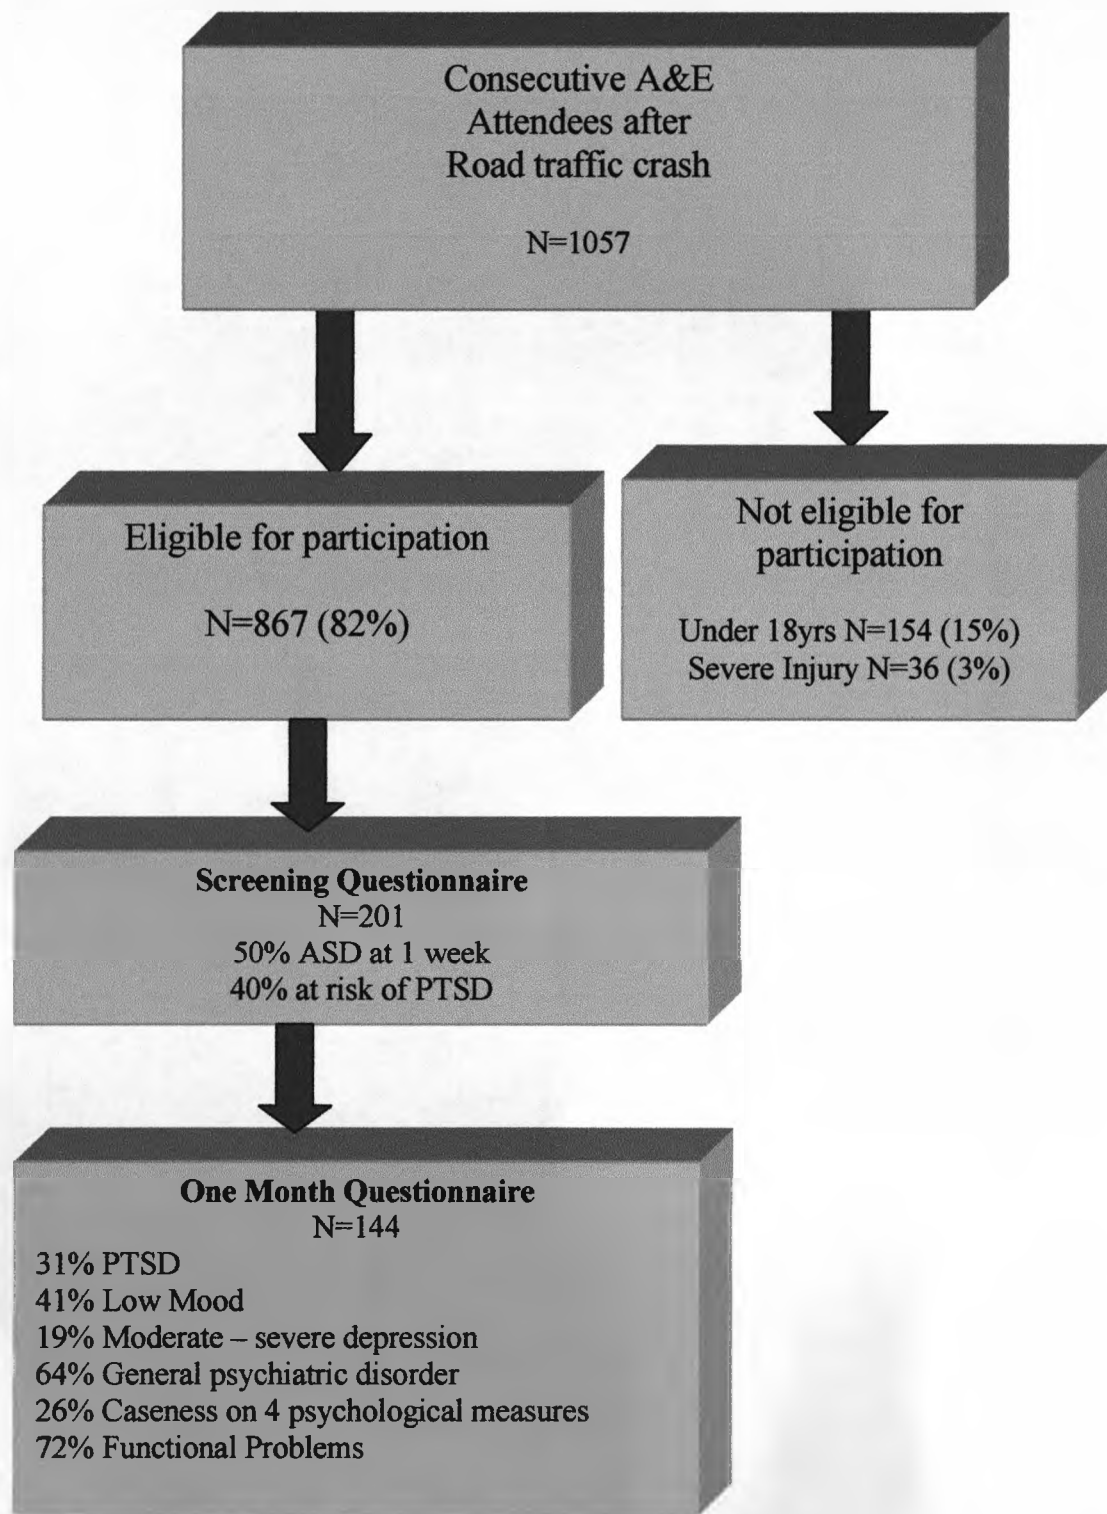 Consecutive A&E
Attendees after
Road traffic crash
N=1057
Eligible for participation
N=867 (82%)
Not eligible for
participation
Under 18yrs N=154 (15%)
Severe Injury N=36 (3%)
Screening Questionnaire
N=201
50% ASD at 1 week
40% at risk of PTSD
One Month Questionnaire
N=144
31% PTSD
41% Low Mood
19% Moderate – severe depression
64% General psychiatric disorder
26% Caseness on 4 psychological measures
72% Functional Problems